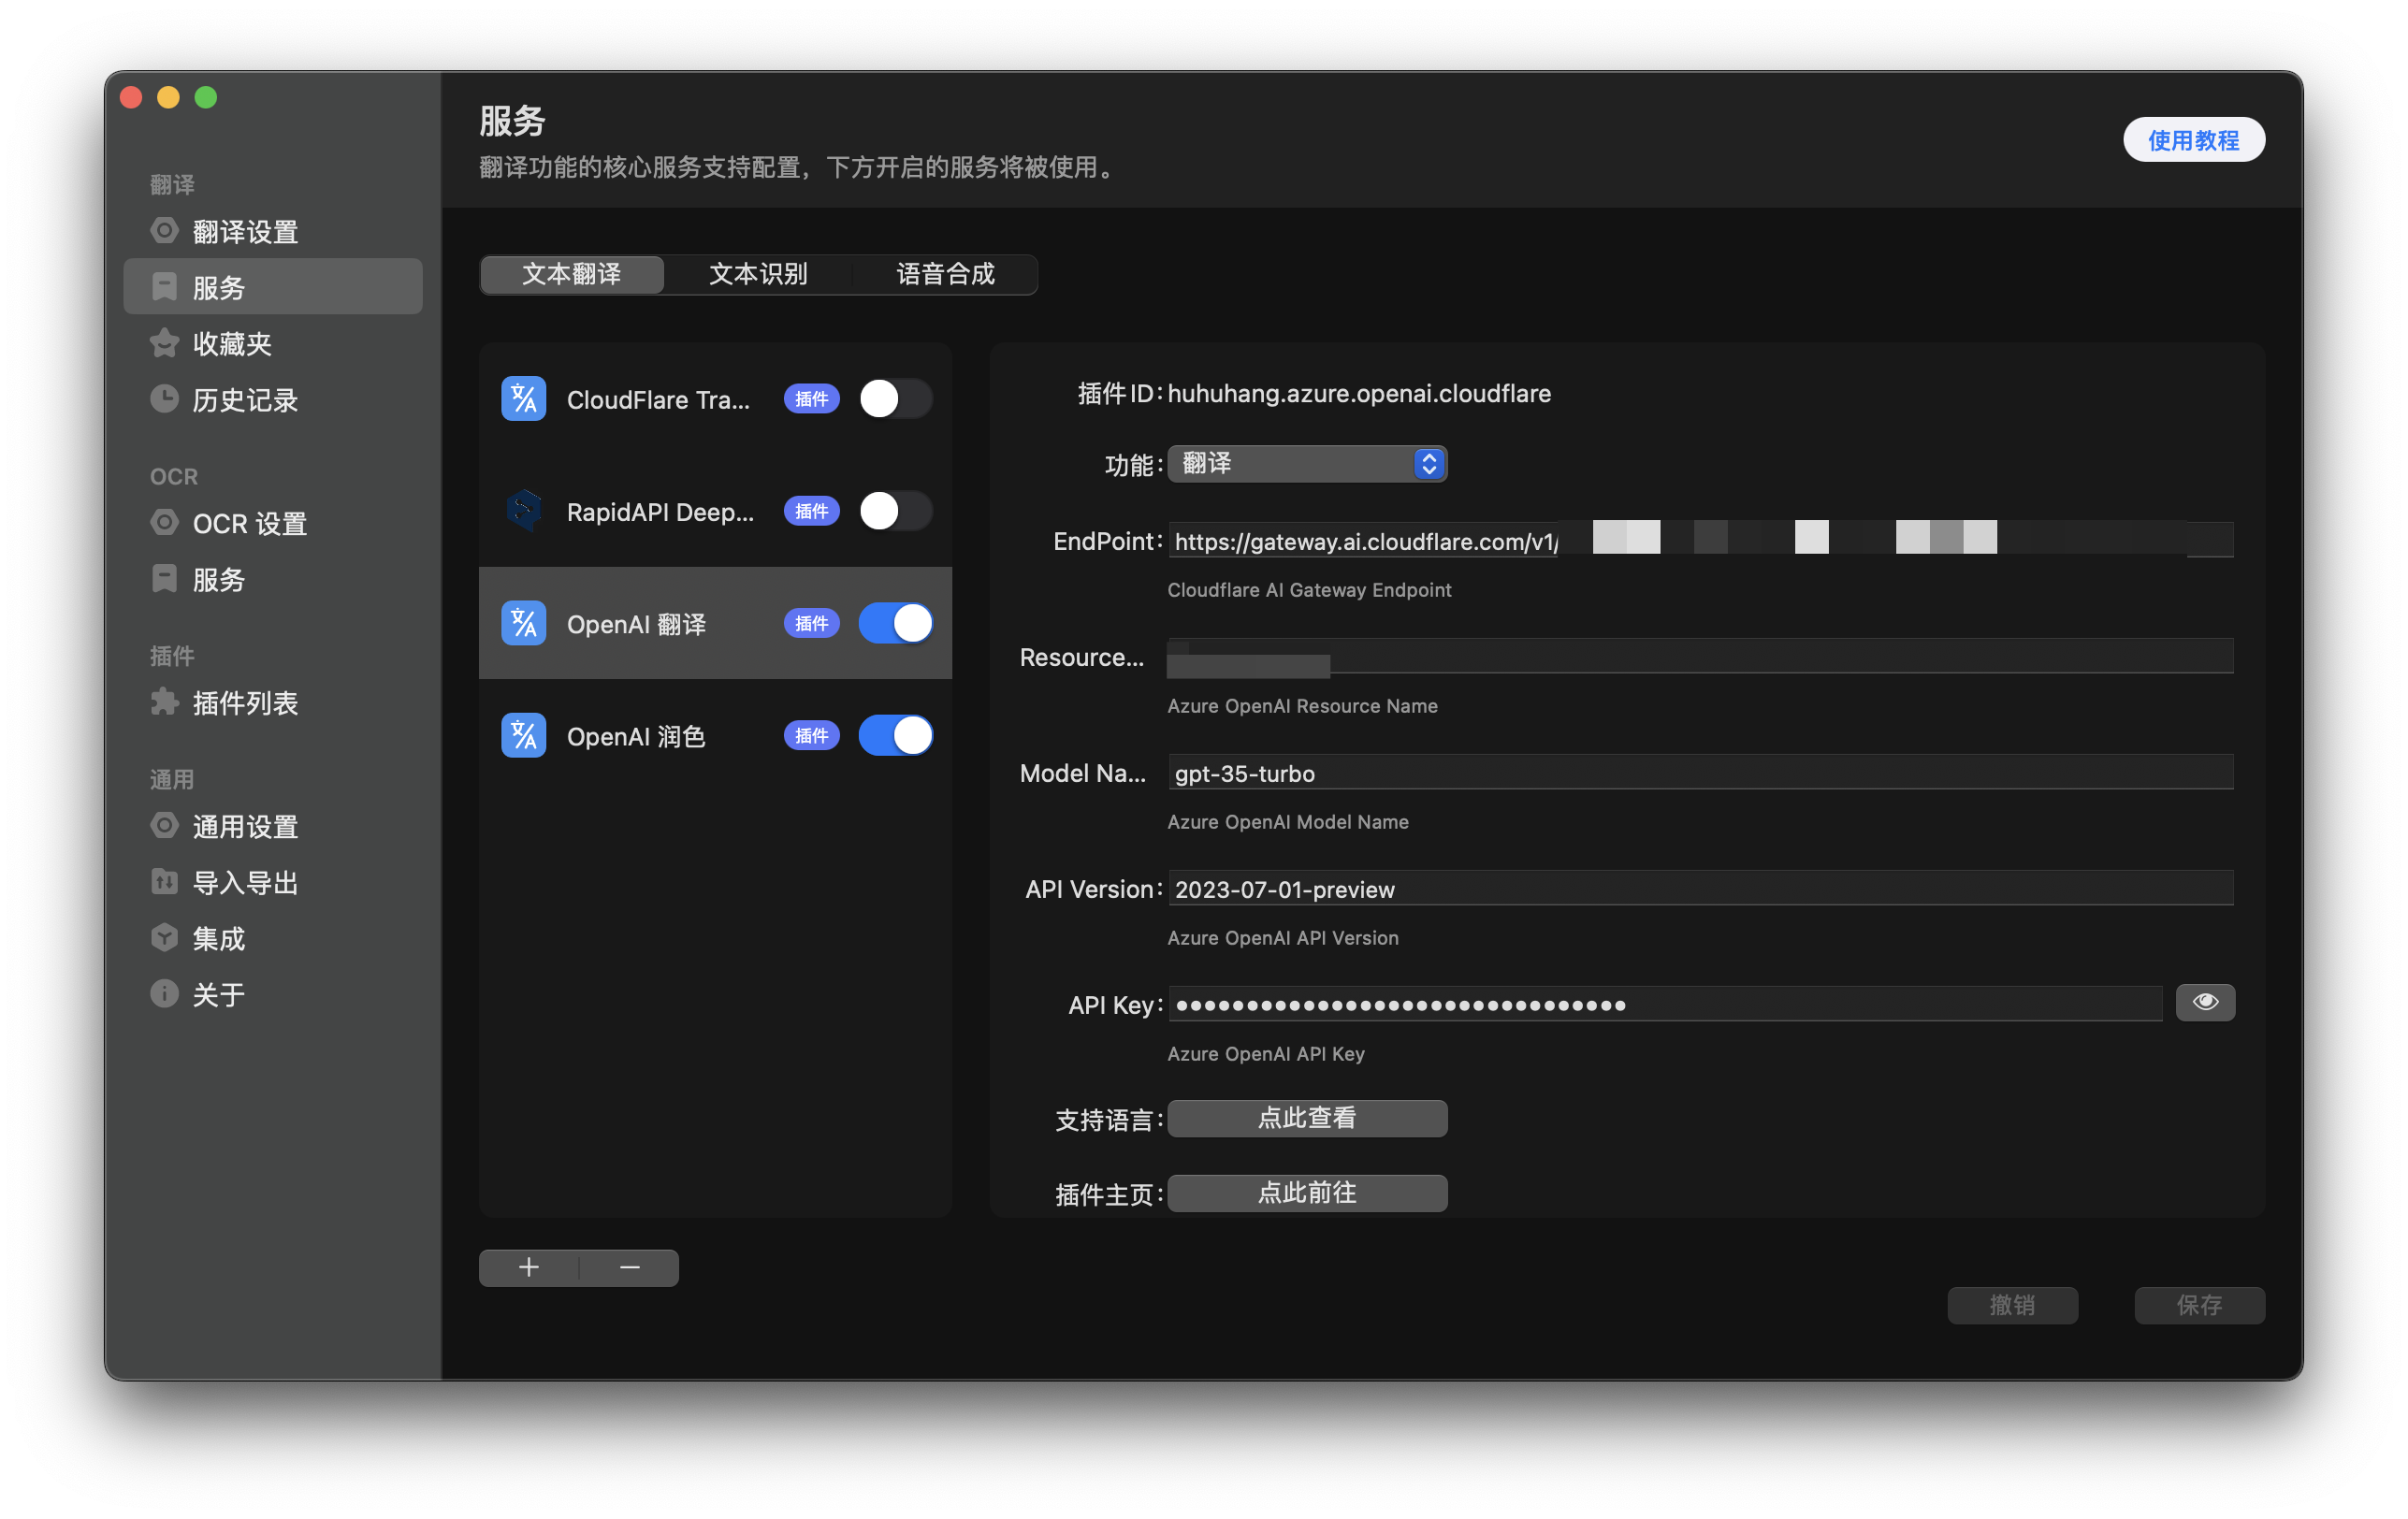 服务
翻译功能的核心服务支持配置，下方开启的服务将被使用。
使用教程
翻译
翻译设置
服务
收藏夹
历史记录
OCR
OCR 设置
服务
插件
插件列表
通用
通用设置
导入导出
集成
关于
文本翻译
文本识别
语音合成
CloudFlare Tra...
插件
RapidAPI Deep...
插件
OpenAI 翻译
插件
OpenAI 润色
插件
插件 ID: huhuhang.azure.openai.cloudflare
功能: 翻译
EndPoint: https://gateway.ai.cloudflare.com/v1/
Cloudflare AI Gateway Endpoint
Resource...
Azure OpenAI Resource Name
Model Na... gpt-35-turbo
Azure OpenAI Model Name
API Version: 2023-07-01-preview
Azure OpenAI API Version
API Key: ••••••••••••••••••••••••••••••••
Azure OpenAI API Key
支持语言: 点此查看
插件主页: 点此前往
撤销
保存